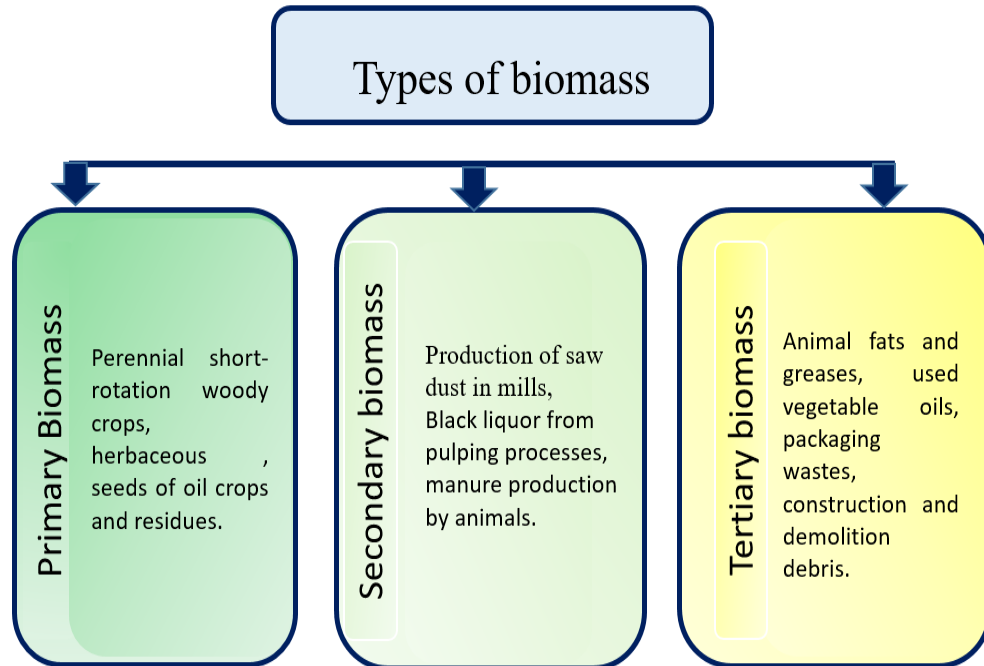 Types of biomass
Primary Biomass
Perennial short-
rotation woody
crops,
herbaceous ,
seeds of oil crops
and residues.
Secondary biomass
Production of saw
dust in mills,
Black liquor from
pulping processes,
manure production
by animals.
Tertiary biomass
Animal fats and
greases, used
vegetable oils,
packaging
wastes,
construction and
demolition
debris.